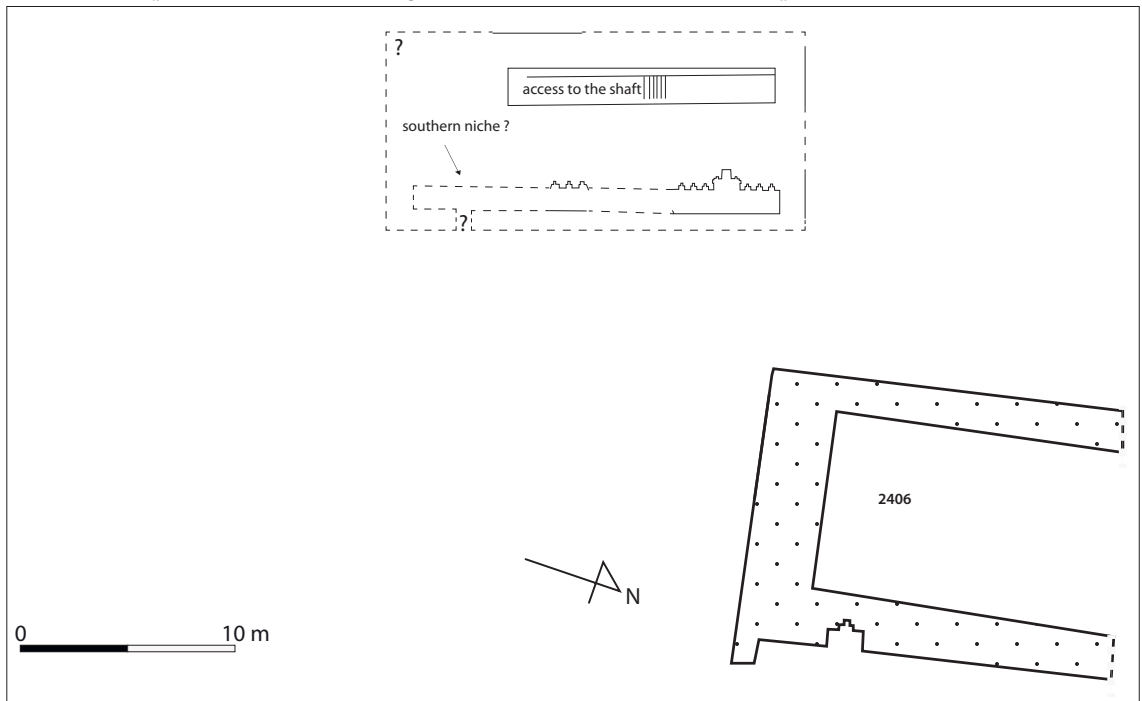 ?
access to the shaft
southern niche ?
?
2406
N
0 10 m